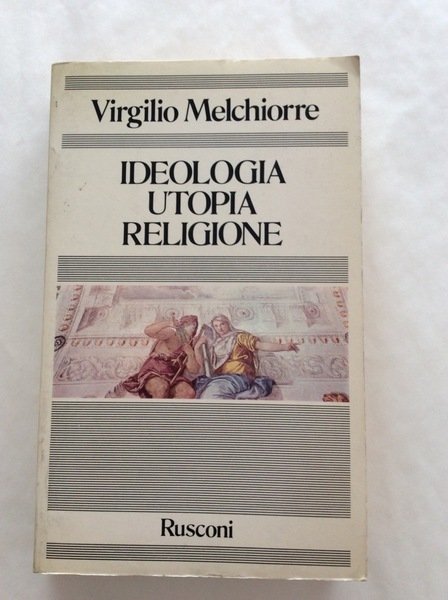 Virgilio Melchiorre
IDEOLOGIA
UTOPIA
RELIGIONE
Rusconi